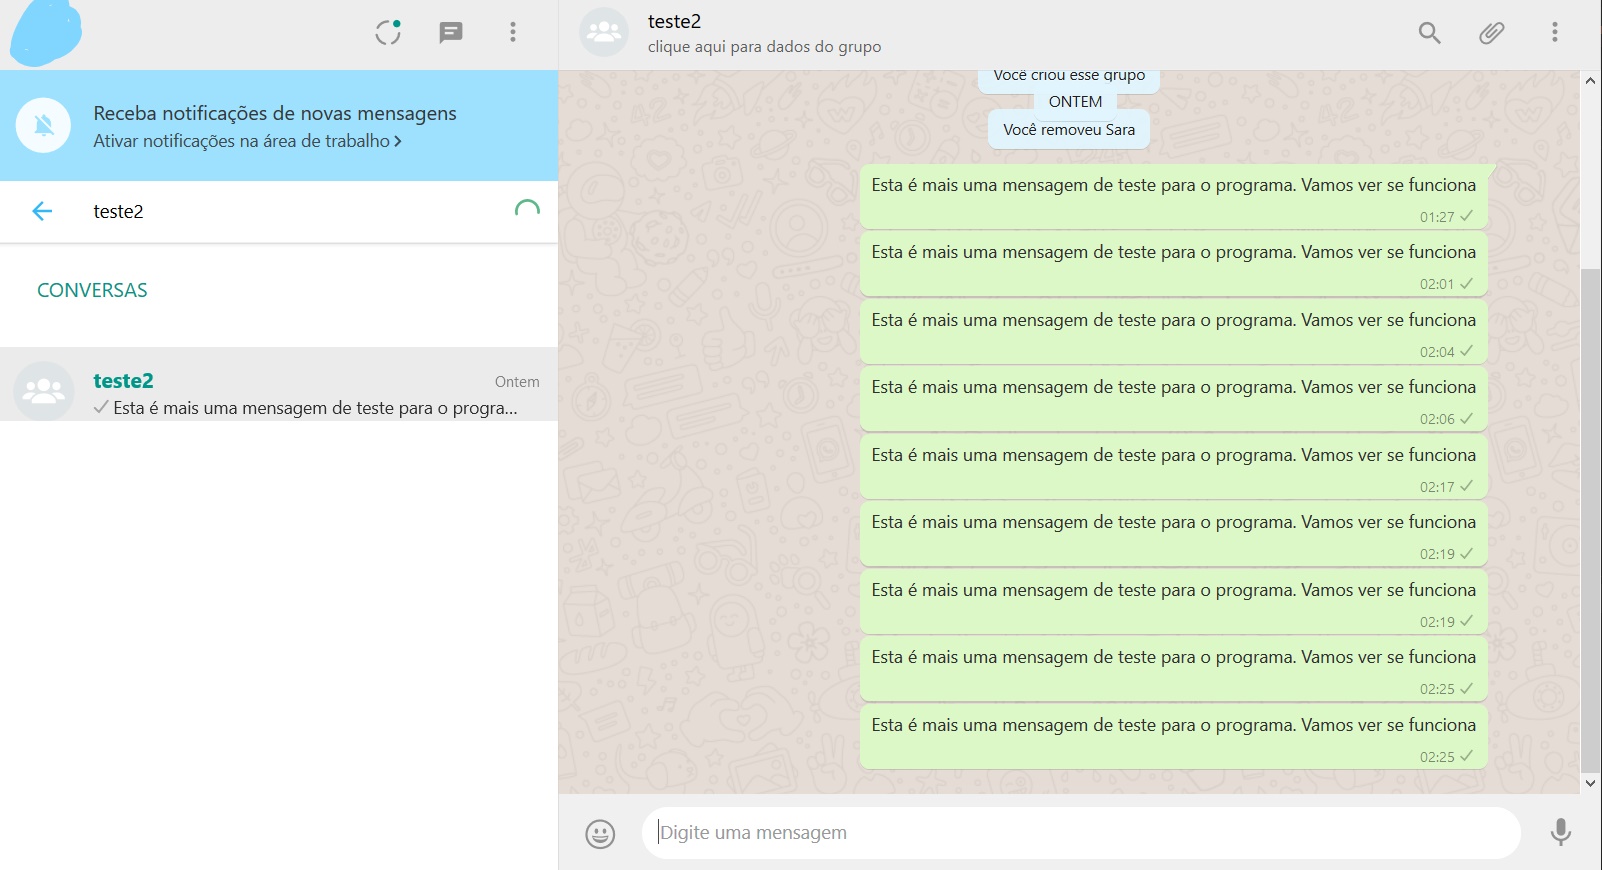 Receba notificações de novas mensagens
Ativar notificações na área de trabalho
teste2
CONVERSAS
teste2
Ontem
Esta é mais uma mensagem de teste para o progra...
teste2
clique aqui para dados do grupo
Você criou esse grupo
ONTEM
Você removeu Sara
Esta é mais uma mensagem de teste para o programa. Vamos ver se funciona
01:27
Esta é mais uma mensagem de teste para o programa. Vamos ver se funciona
02:01
Esta é mais uma mensagem de teste para o programa. Vamos ver se funciona
02:04
Esta é mais uma mensagem de teste para o programa. Vamos ver se funciona
02:06
Esta é mais uma mensagem de teste para o programa. Vamos ver se funciona
02:17
Esta é mais uma mensagem de teste para o programa. Vamos ver se funciona
02:19
Esta é mais uma mensagem de teste para o programa. Vamos ver se funciona
02:19
Esta é mais uma mensagem de teste para o programa. Vamos ver se funciona
02:25
Esta é mais uma mensagem de teste para o programa. Vamos ver se funciona
02:25
Digite uma mensagem